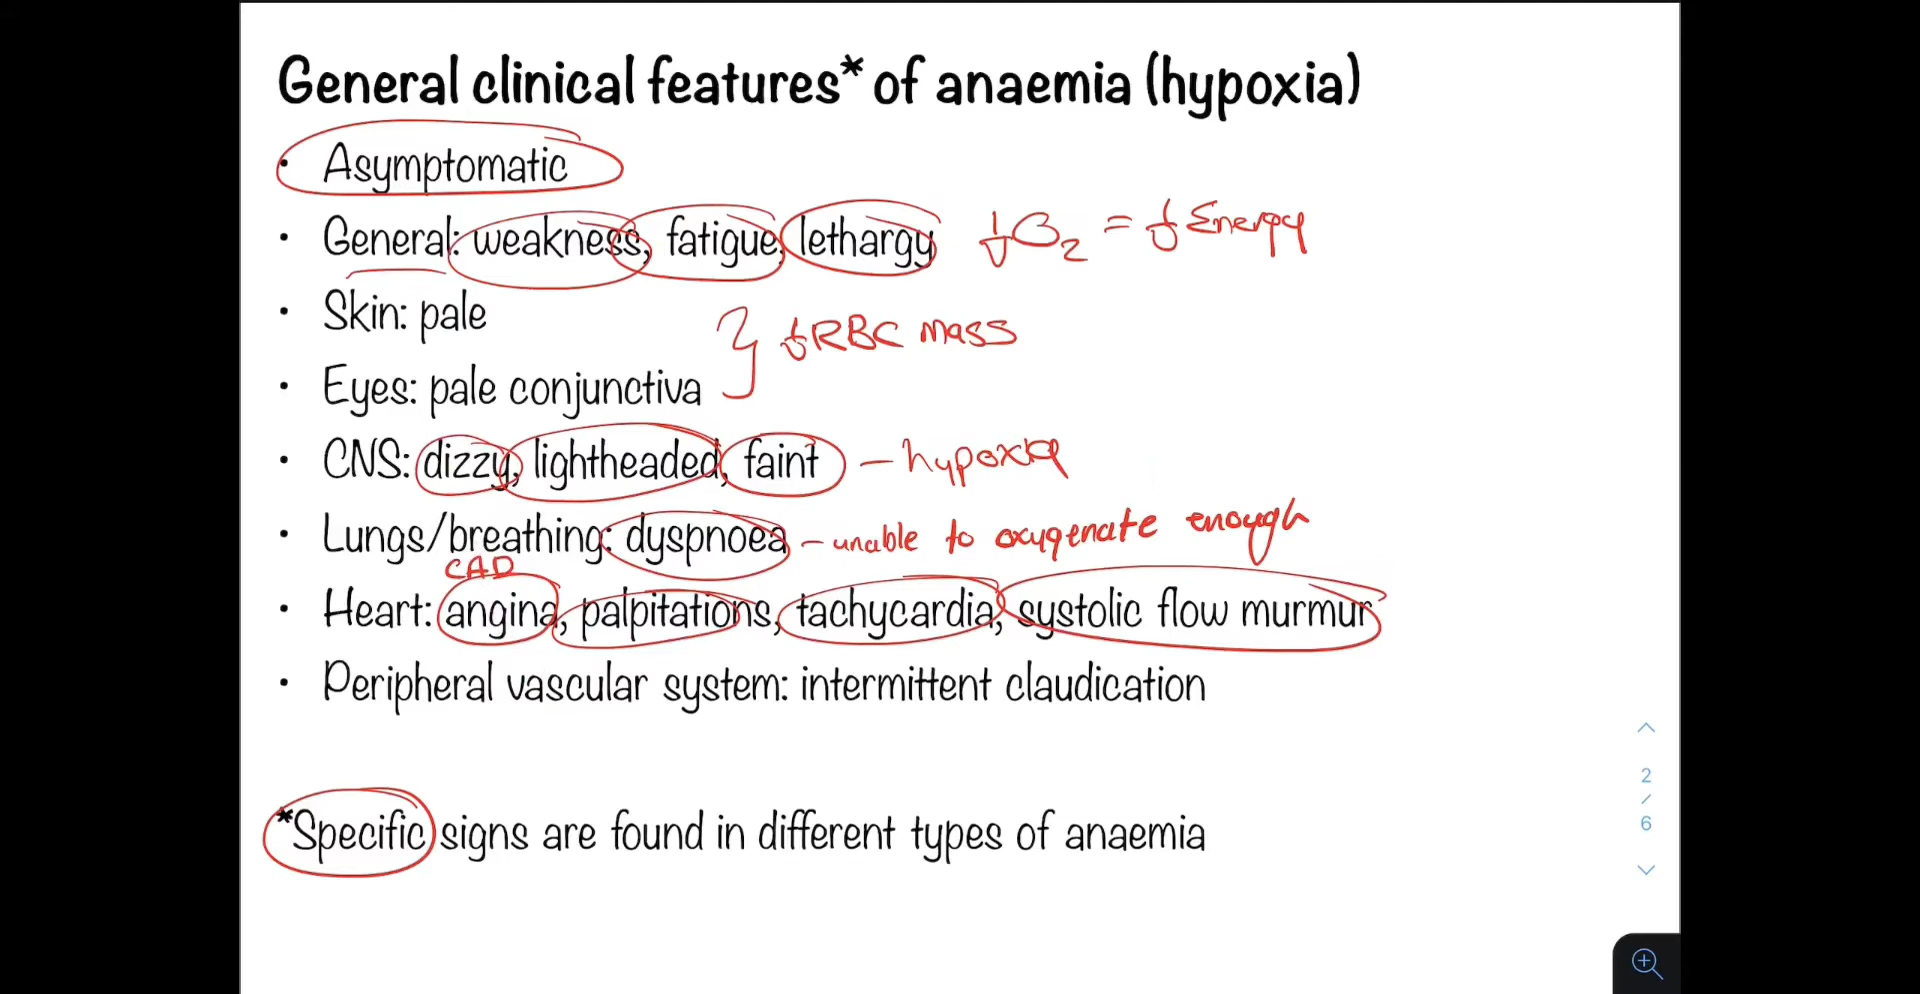 General clinical features* of anaemia (hypoxia)
• Asymptomatic
• General: weakness, fatigue, lethargy ↓O2 = ↓Energy
• Skin: pale
↓RBC mass
• Eyes: pale conjunctiva
• CNS: dizzy, lightheaded, faint – hypoxia
• Lungs/breathing: dyspnoea – unable to oxygenate enough
CAD
• Heart: angina, palpitations, tachycardia, systolic flow murmur
• Peripheral vascular system: intermittent claudication
2
/
6
*Specific signs are found in different types of anaemia